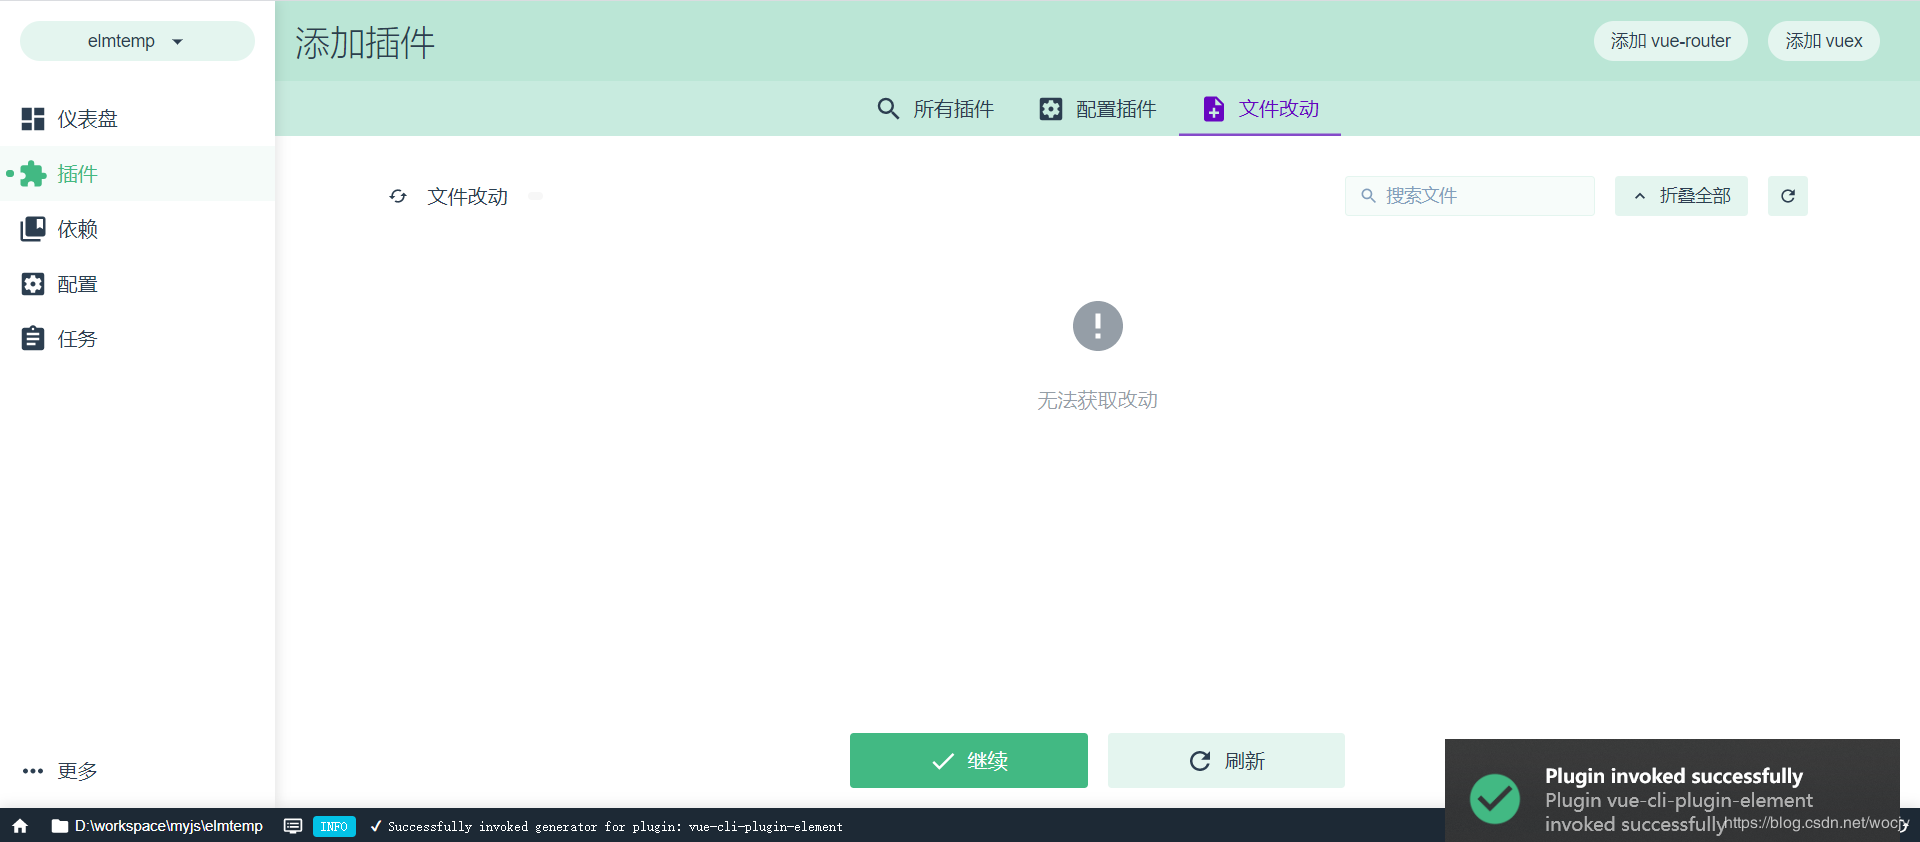 elmtemp
添加插件
添加 vue-router
添加 vuex
仪表盘
插件
依赖
配置
任务
更多
所有插件
配置插件
文件改动
文件改动
搜索文件
折叠全部
无法获取改动
继续
刷新
Plugin invoked successfully
Plugin vue-cli-plugin-element
invoked successfully
https://blog.csdn.net/wocry
D:\workspace\myjs\elmtemp
INFO
✓ Successfully invoked generator for plugin: vue-cli-plugin-element